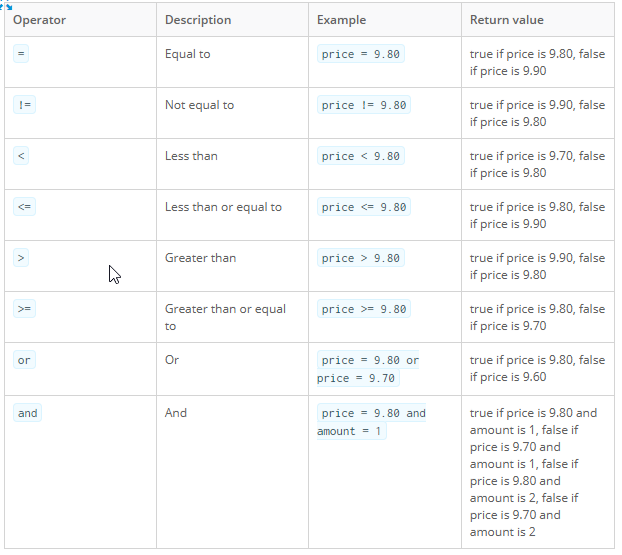 Operator Description Example Return value
= Equal to price = 9.80 true if price is 9.80, false
if price is 9.90
!= Not equal to price != 9.80 true if price is 9.90, false
if price is 9.80
< Less than price < 9.80 true if price is 9.70, false
if price is 9.80
<= Less than or equal to price <= 9.80 true if price is 9.80, false
if price is 9.90
> Greater than price > 9.80 true if price is 9.90, false
if price is 9.80
>= Greater than or equal price >= 9.80 true if price is 9.80, false
to if price is 9.70
or Or price = 9.80 or true if price is 9.80, false
price = 9.70 if price is 9.60
and And price = 9.80 and true if price is 9.80 and
amount = 1 amount is 1, false if
price is 9.70 and
amount is 1, false if
price is 9.80 and
amount is 2, false if
price is 9.70 and
amount is 2